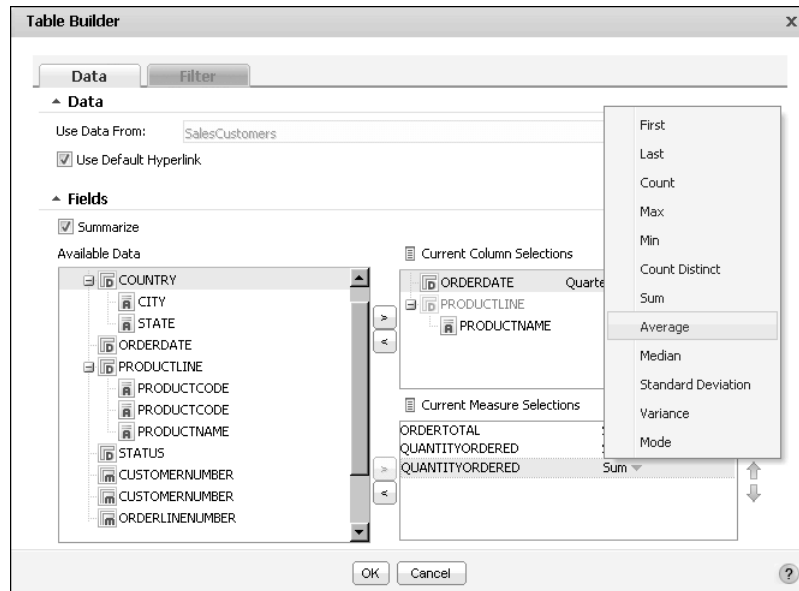 Table Builder x
Data Filter
Data
Use Data From: SalesCustomers
Use Default Hyperlink
Fields
Summarize
Available Data
COUNTRY
CITY
STATE
ORDERDATE
PRODUCTLINE
PRODUCTCODE
PRODUCTCODE
PRODUCTNAME
STATUS
CUSTOMERNUMBER
CUSTOMERNUMBER
ORDERLINENUMBER
>
<
>
<
Current Column Selections
ORDERDATE Quarte
PRODUCTLINE
PRODUCTNAME
Current Measure Selections
ORDERTOTAL
QUANTITYORDERED
QUANTITYORDERED Sum
First
Last
Count
Max
Min
Count Distinct
Sum
Average
Median
Standard Deviation
Variance
Mode
OK Cancel ?